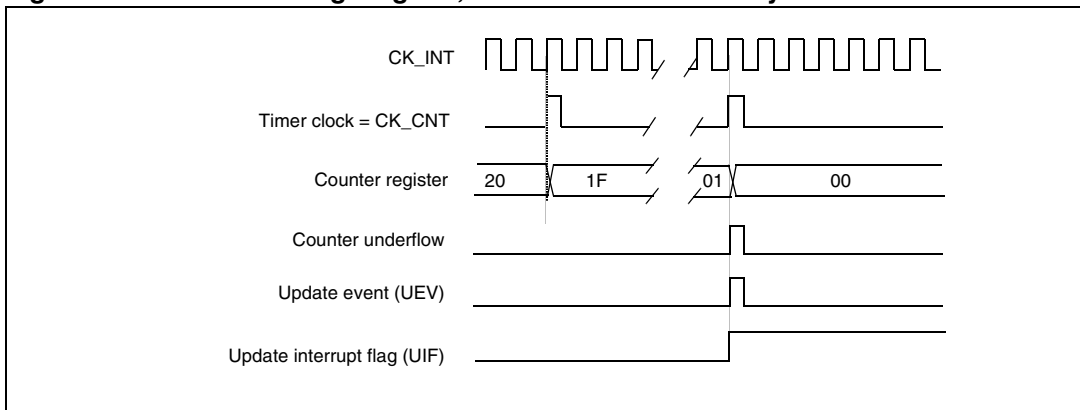 CK_INT
Timer clock = CK_CNT
Counter register 20 1F 01 00
Counter underflow
Update event (UEV)
Update interrupt flag (UIF)